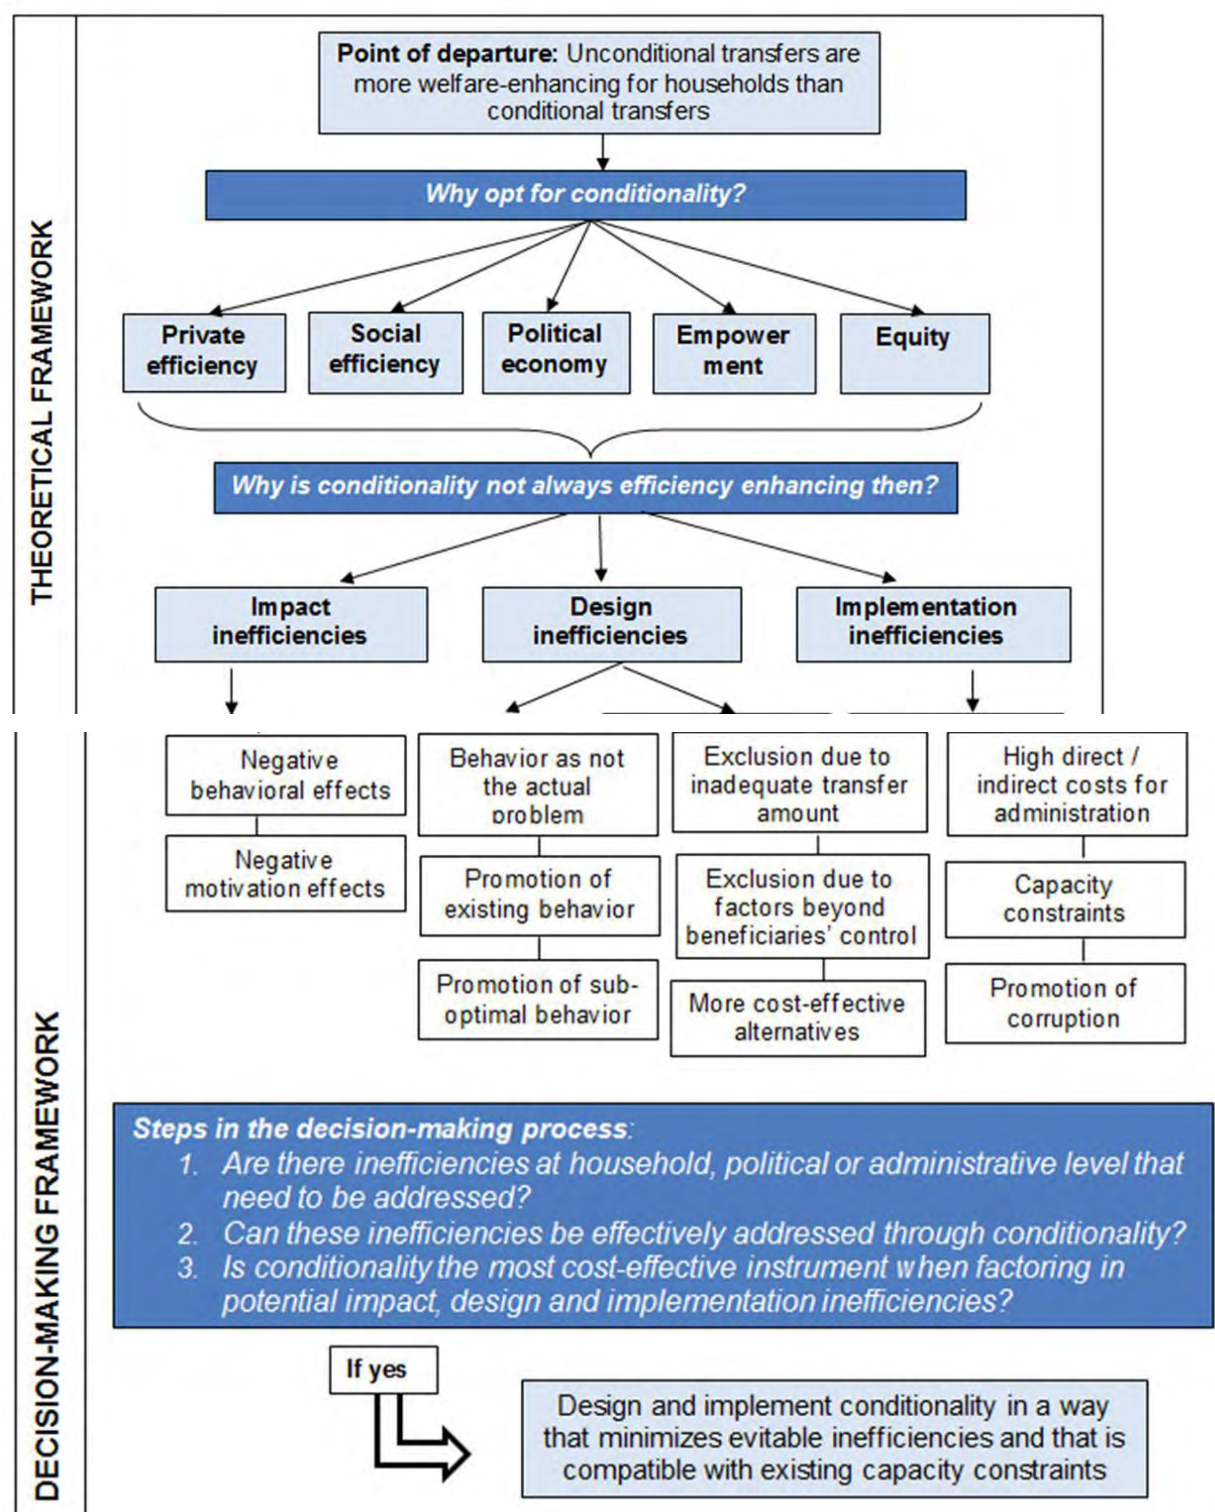 THEORETICAL FRAMEWORK
Point of departure: Unconditional transfers are
more welfare-enhancing for households than
conditional transfers
Why opt for conditionality?
Private
efficiency
Social
efficiency
Political
economy
Empower
ment
Equity
Why is conditionality not always efficiency enhancing then?
Impact
inefficiencies
Design
inefficiencies
Implementation
inefficiencies
DECISION-MAKING FRAMEWORK
Negative
behavioral effects
Negative
motivation effects
Behavior as not
the actual
problem
Promotion of
existing behavior
Promotion of sub-
optimal behavior
Exclusion due to
inadequate transfer
amount
Exclusion due to
factors beyond
beneficiaries’ control
More cost-effective
alternatives
High direct /
indirect costs for
administration
Capacity
constraints
Promotion of
corruption
Steps in the decision-making process:
1. Are there inefficiencies at household, political or administrative level that
need to be addressed?
2. Can these inefficiencies be effectively addressed through conditionality?
3. Is conditionality the most cost-effective instrument when factoring in
potential impact, design and implementation inefficiencies?
If yes
Design and implement conditionality in a way
that minimizes evitable inefficiencies and that is
compatible with existing capacity constraints